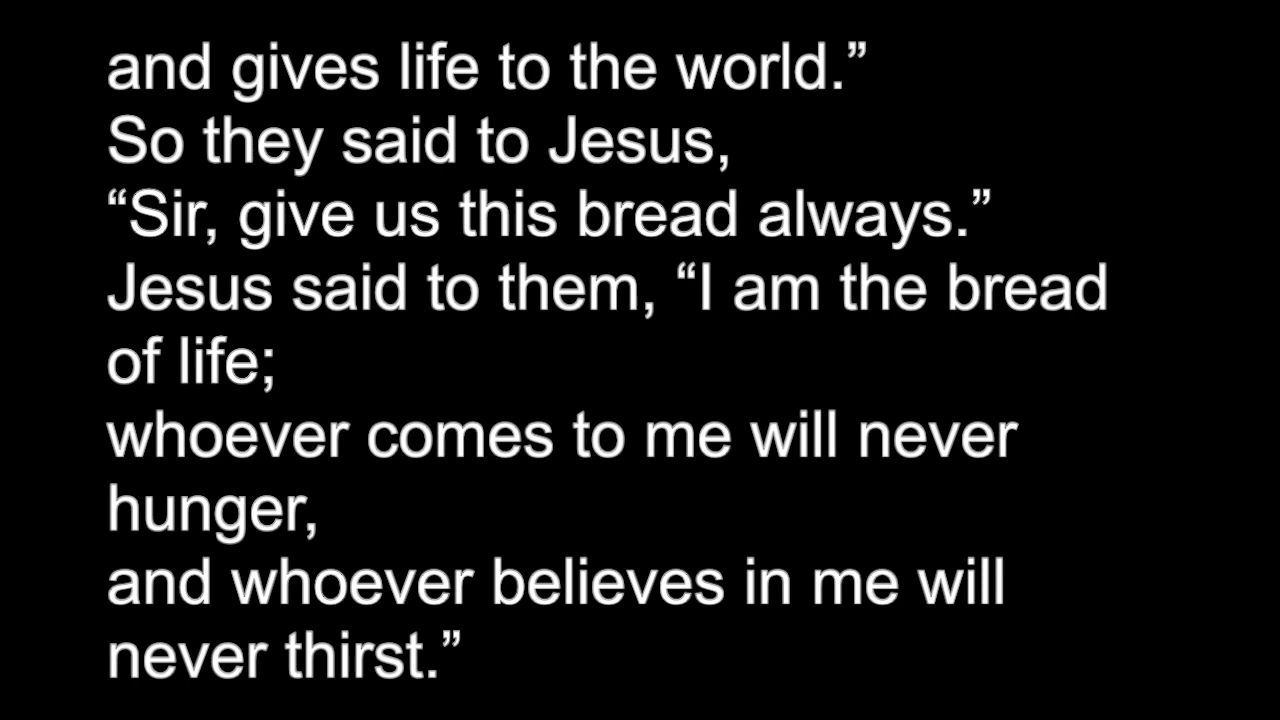 and gives life to the world.”
So they said to Jesus,
“Sir, give us this bread always.”
Jesus said to them, “I am the bread
of life;
whoever comes to me will never
hunger,
and whoever believes in me will
never thirst.”